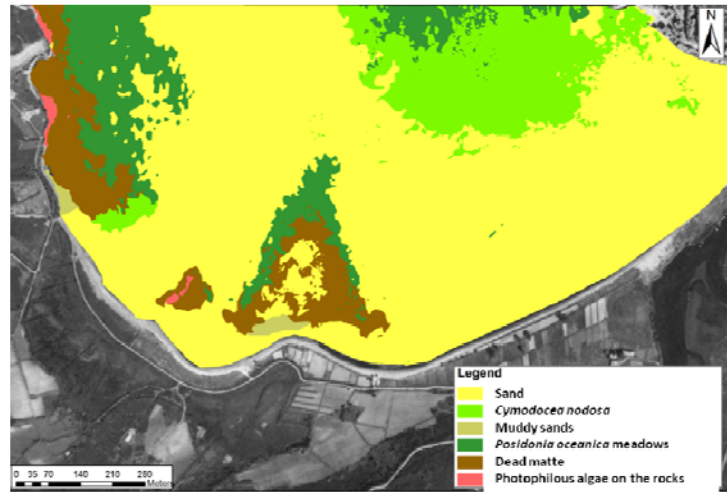 N
Legend
Sand
Cymodocea nodosa
Muddy sands
Posidonia oceanica meadows
Dead matte
Photophilous algae on the rocks
0 35 70 140 210 280
Meters